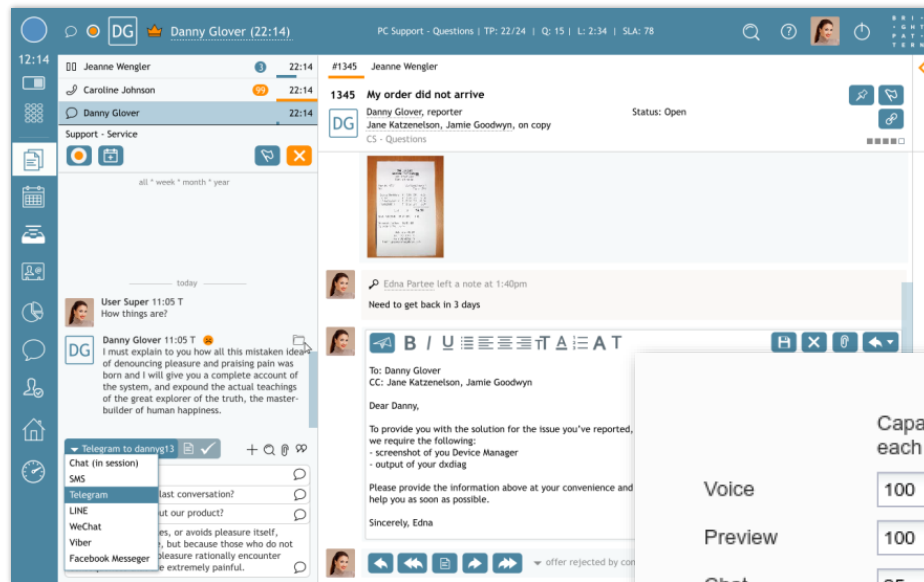 DG
Danny Glover (22:14)
PC Support - Questions | TP: 22/24 | Q: 15 | L: 2:34 | SLA: 78
12:14
Jeanne Wengler 3 22:14
Caroline Johnson 99 22:14
Danny Glover 22:14
Support - Service
all * week * month * year
today
User Super 11:05 T
How things are?
DG
Danny Glover 11:05 T
I must explain to you how all this mistaken idea
of denouncing pleasure and praising pain was
born and I will give you a complete account of
the system, and expound the actual teachings
of the great explorer of the truth, the master-
builder of human happiness.
Telegram to dannyg13
Chat (in session)
SMS
Telegram
LINE
WeChat
Viber
Facebook Messeger
last conversation?
our product?
es, or avoids pleasure itself,
, but because those who do not
pleasure rationally encounter
e extremely painful.
#1345 Jeanne Wengler
1345 My order did not arrive
DG
Danny Glover, reporter
Jane Katzenelson, Jamie Goodwyn, on copy
CS - Questions
Status: Open
Edna Partee left a note at 1:40pm
Need to get back in 3 days
B I U T A A T
To: Danny Glover
CC: Jane Katzenelson, Jamie Goodwyn
Dear Danny,
To provide you with the solution for the issue you've reported,
we require the following:
- screenshot of you Device Manager
- output of your dxdiag
Please provide the information above at your convenience and
help you as soon as possible.
Sincerely, Edna
offer rejected by con
Capa
each
Voice 100
Preview 100